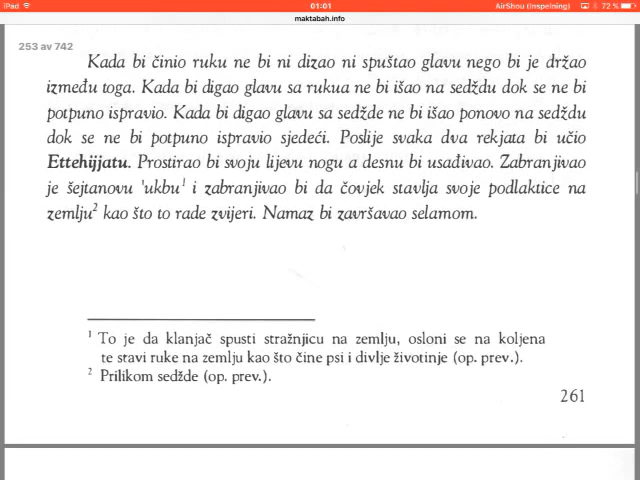 iPad
01:01
AirShou (Inspelning)
72 %
maktabah.info
253 av 742
Kada bi činio ruku ne bi ni dizao ni spuštao glavu nego bi je držao
između toga. Kada bi digao glavu sa rukua ne bi išao na sedždu dok se ne bi
potpuno ispravio. Kada bi digao glavu sa sedžde ne bi išao ponovo na sedždu
dok se ne bi potpuno ispravio sjedeći. Poslije svaka dva rekjata bi učio
Ettehijjatu. Prostirao bi svoju lijevu nogu a desnu bi usađivao. Zabranjivao
je šejtanovu 'ukbu¹ i zabranjivao bi da čovjek stavlja svoje podlaktice na
zemlju² kao što to rade zvijeri. Namaz bi završavao selamom.
¹ To je da klanjač spusti stražnjicu na zemlju, osloni se na koljena
te stavi ruke na zemlju kao što čine psi i divlje životinje (op. prev.).
² Prilikom sedžde (op. prev.).
261